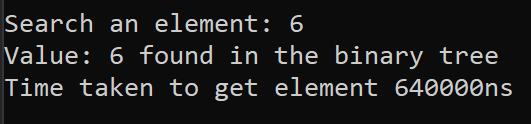 Search an element: 6
Value: 6 found in the binary tree
Time taken to get element 640000ns